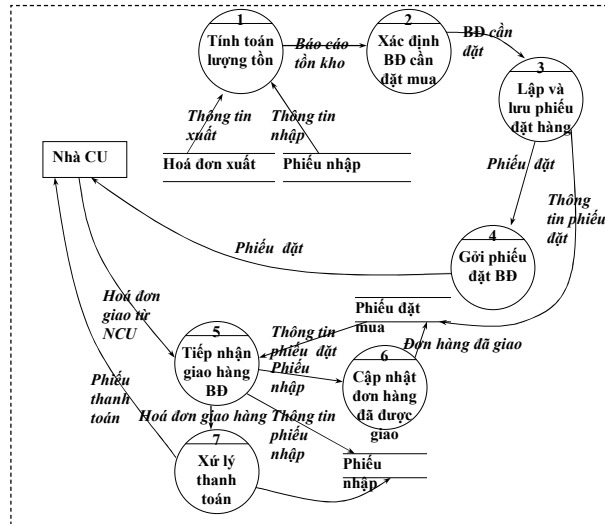 1
Tính toán
lượng tồn
Báo cáo
tồn kho
2
Xác định
BĐ cần
đặt mua
BĐ cần
đặt
3
Lập và
lưu phiếu
đặt hàng
Thông tin
xuất
Thông tin
nhập
Hoá đơn xuất
Phiếu nhập
Nhà CU
Phiếu đặt
Thông
tin phiếu
đặt
4
Gởi phiếu
đặt BĐ
Phiếu đặt
Hoá đơn
giao từ
NCU
Phiếu đặt
mua
5
Tiếp nhận
giao hàng
BĐ
Thông tin
phiếu đặt
Phiếu
nhập
Đơn hàng đã giao
6
Cập nhật
đơn hàng
đã được
giao
Phiếu
thanh
toán
Hoá đơn giao hàng
Thông tin
phiếu
nhập
7
Xử lý
thanh
toán
Phiếu
nhập